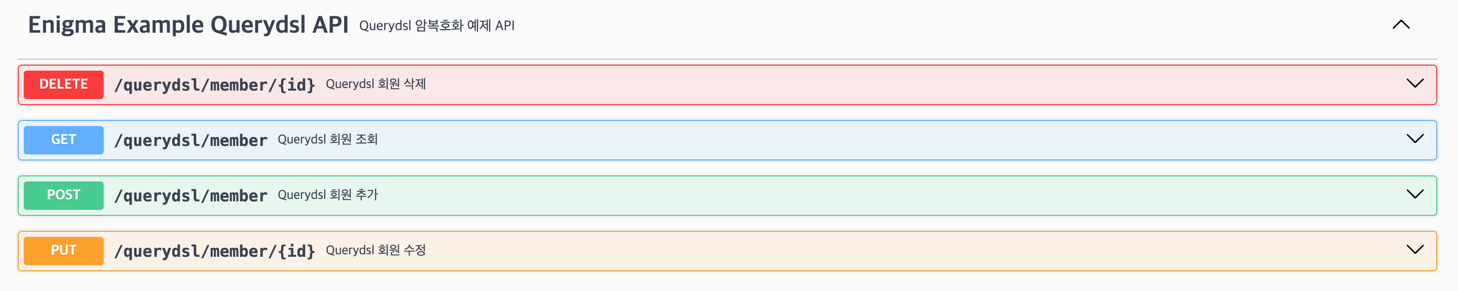 Enigma Example Querydsl API Querydsl 암복호화 예제 API
DELETE /querydsl/member/{id} Querydsl 회원 삭제
GET /querydsl/member Querydsl 회원 조회
POST /querydsl/member Querydsl 회원 추가
PUT /querydsl/member/{id} Querydsl 회원 수정